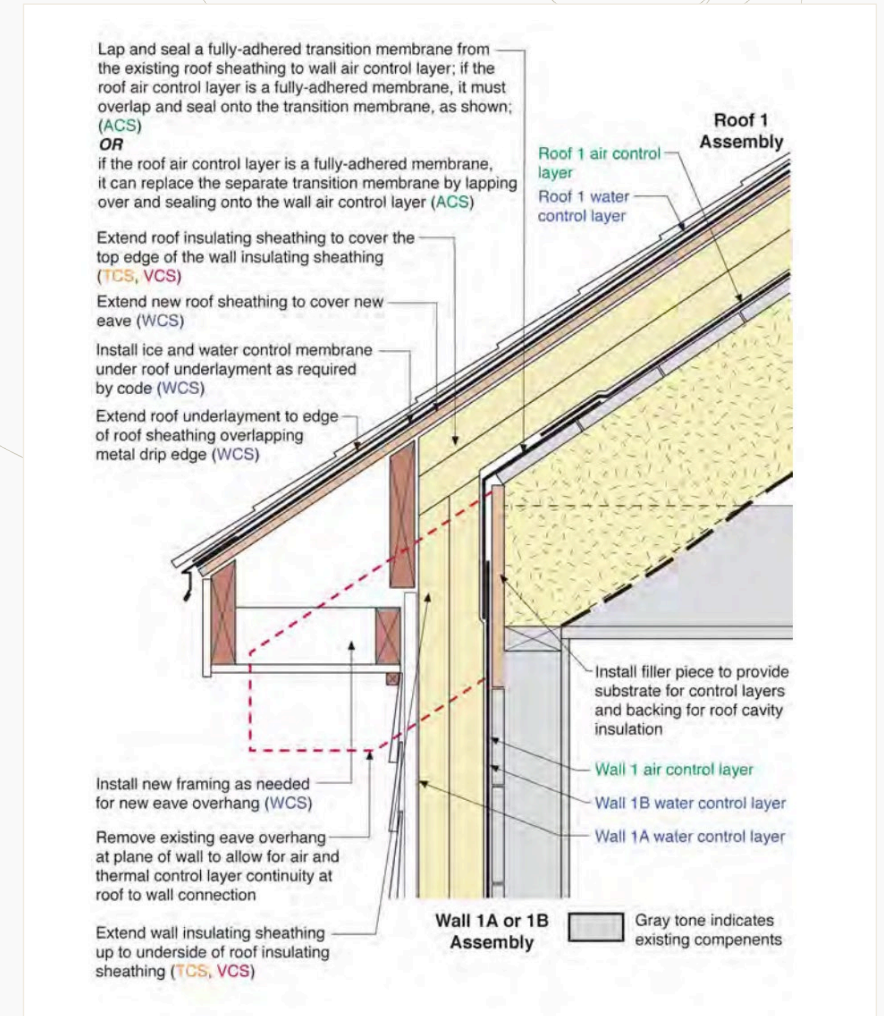 Lap and seal a fully-adhered transition membrane from
the existing roof sheathing to wall air control layer; if the
roof air control layer is a fully-adhered membrane, it must
overlap and seal onto the transition membrane, as shown;
(ACS)
OR
if the roof air control layer is a fully-adhered membrane,
it can replace the separate transition membrane by lapping
over and sealing onto the wall air control layer (ACS)
Roof 1
Assembly
Roof 1 air control
layer
Roof 1 water
control layer
Extend roof insulating sheathing to cover the
top edge of the wall insulating sheathing
(TCS, VCS)
Extend new roof sheathing to cover new
eave (WCS)
Install ice and water control membrane
under roof underlayment as required
by code (WCS)
Extend roof underlayment to edge
of roof sheathing overlapping
metal drip edge (WCS)
Install filler piece to provide
substrate for control layers
and backing for roof cavity
insulation
Wall 1 air control layer
Wall 1B water control layer
Wall 1A water control layer
Install new framing as needed
for new eave overhang (WCS)
Remove existing eave overhang
at plane of wall to allow for air and
thermal control layer continuity at
roof to wall connection
Extend wall insulating sheathing
up to underside of roof insulating
sheathing (TCS, VCS)
Wall 1A or 1B
Assembly
Gray tone indicates
existing compenents